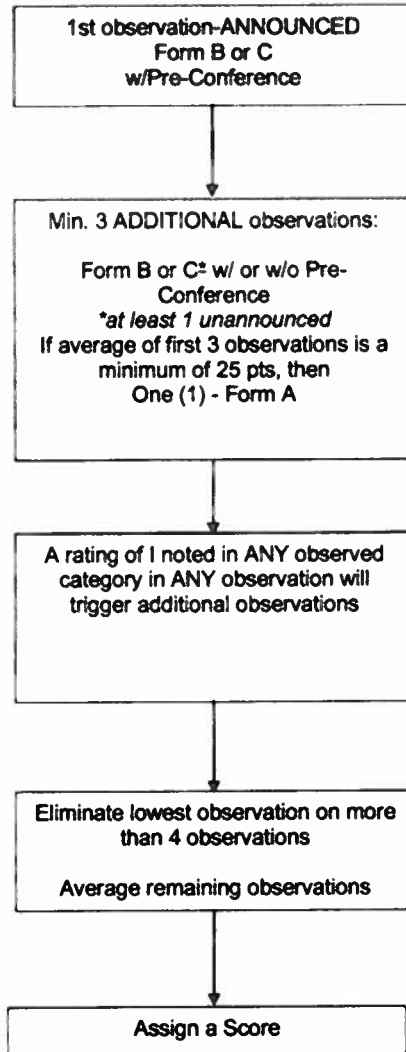 1st observation-ANNOUNCED
Form B or C
w/Pre-Conference
Min. 3 ADDITIONAL observations:
Form B or C* w/ or w/o Pre-
Conference
*at least 1 unannounced
If average of first 3 observations is a
minimum of 25 pts, then
One (1) - Form A
A rating of I noted in ANY observed
category in ANY observation will
trigger additional observations
Eliminate lowest observation on more
than 4 observations
Average remaining observations
Assign a Score